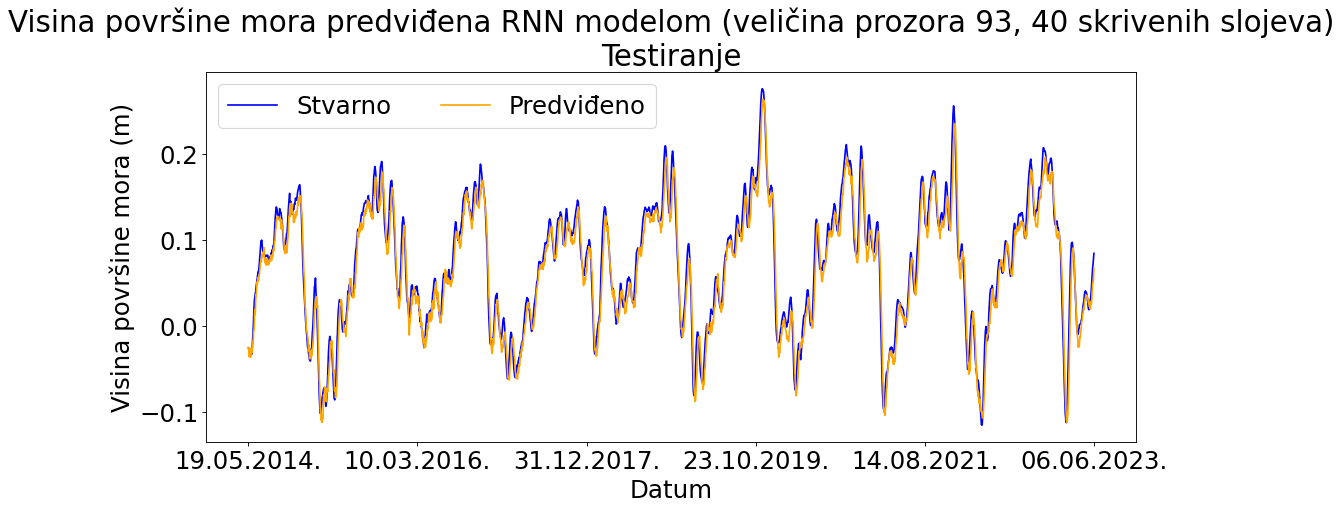 Visina površine mora predviđena RNN modelom (veličina prozora 93, 40 skrivenih slojeva)
Testiranje
Stvarno
Predviđeno
Visina površine mora (m)
0.2
0.1
0.0
−0.1
19.05.2014.
10.03.2016.
31.12.2017.
23.10.2019.
14.08.2021.
06.06.2023.
Datum